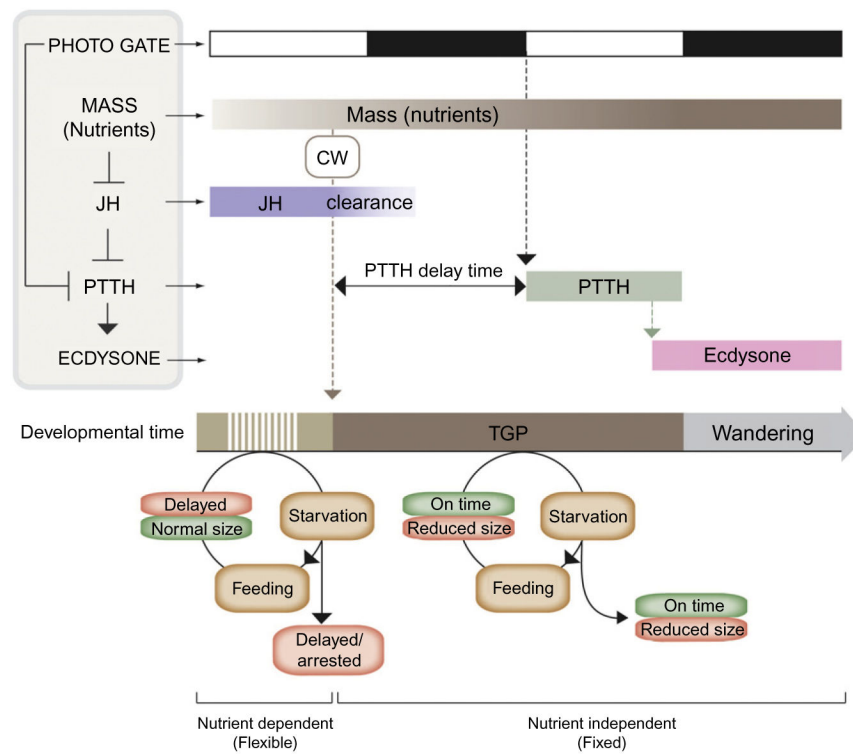 PHOTO GATE
MASS
(Nutrients)
Mass (nutrients)
CW
JH
JH clearance
PTTH delay time
PTTH
PTTH
ECDYSONE
Ecdysone
Developmental time
TGP
Wandering
Delayed
Normal size
Starvation
Feeding
Delayed/
arrested
On time
Reduced size
Starvation
Feeding
On time
Reduced size
Nutrient dependent
(Flexible)
Nutrient independent
(Fixed)